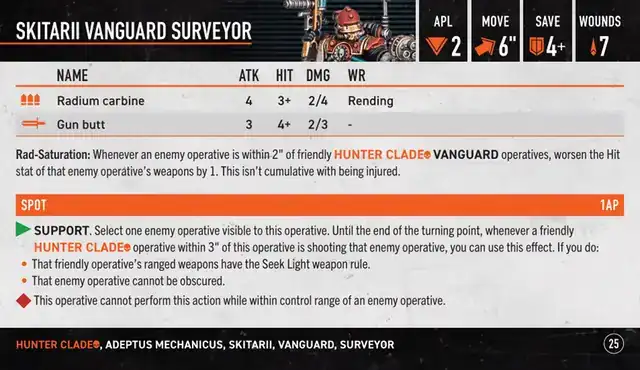 SKITARII VANGUARD SURVEYOR
APL
2
MOVE
6"
SAVE
4+
WOUNDS
7
NAME ATK HIT DMG WR
Radium carbine 4 3+ 2/4 Rending
Gun butt 3 4+ 2/3 -
Rad-Saturation: Whenever an enemy operative is within 2" of friendly HUNTER CLADE VANGUARD operatives, worsen the Hit
stat of that enemy operative's weapons by 1. This isn't cumulative with being injured.
SPOT 1AP
SUPPORT. Select one enemy operative visible to this operative. Until the end of the turning point, whenever a friendly
HUNTER CLADE operative within 3" of this operative is shooting that enemy operative, you can use this effect. If you do:
• That friendly operative's ranged weapons have the Seek Light weapon rule.
• That enemy operative cannot be obscured.
This operative cannot perform this action while within control range of an enemy operative.
HUNTER CLADE, ADEPTUS MECHANICUS, SKITARII, VANGUARD, SURVEYOR
25